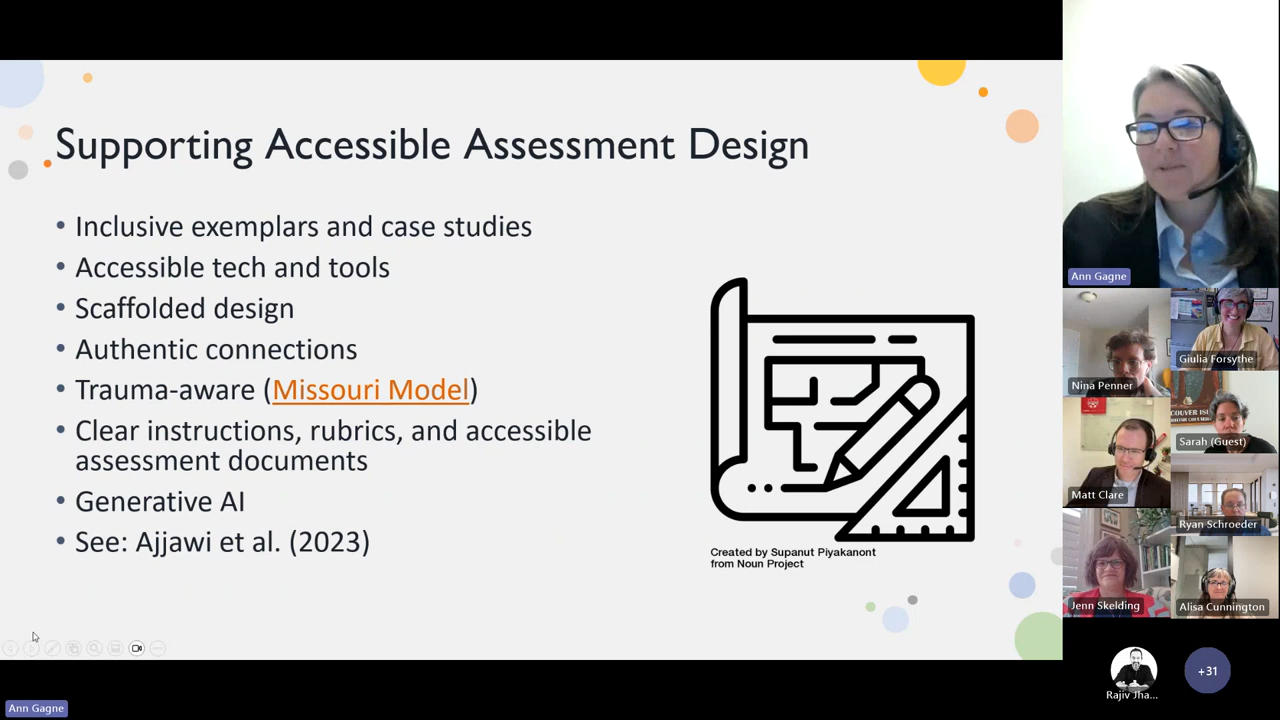 Supporting Accessible Assessment Design
• Inclusive exemplars and case studies
• Accessible tech and tools
• Scaffolded design
• Authentic connections
• Trauma-aware (Missouri Model)
• Clear instructions, rubrics, and accessible
assessment documents
• Generative AI
• See: Ajjawi et al. (2023)
Created by Supanut Piyakanont
from Noun Project
Ann Gagne
Ann Gagne
Nina Penner
Giulia Forsythe
Matt Clare
Sarah (Guest)
Ryan Schroeder
Jenn Skelding
Alisa Cunnington
Rajiv Jha...
+31